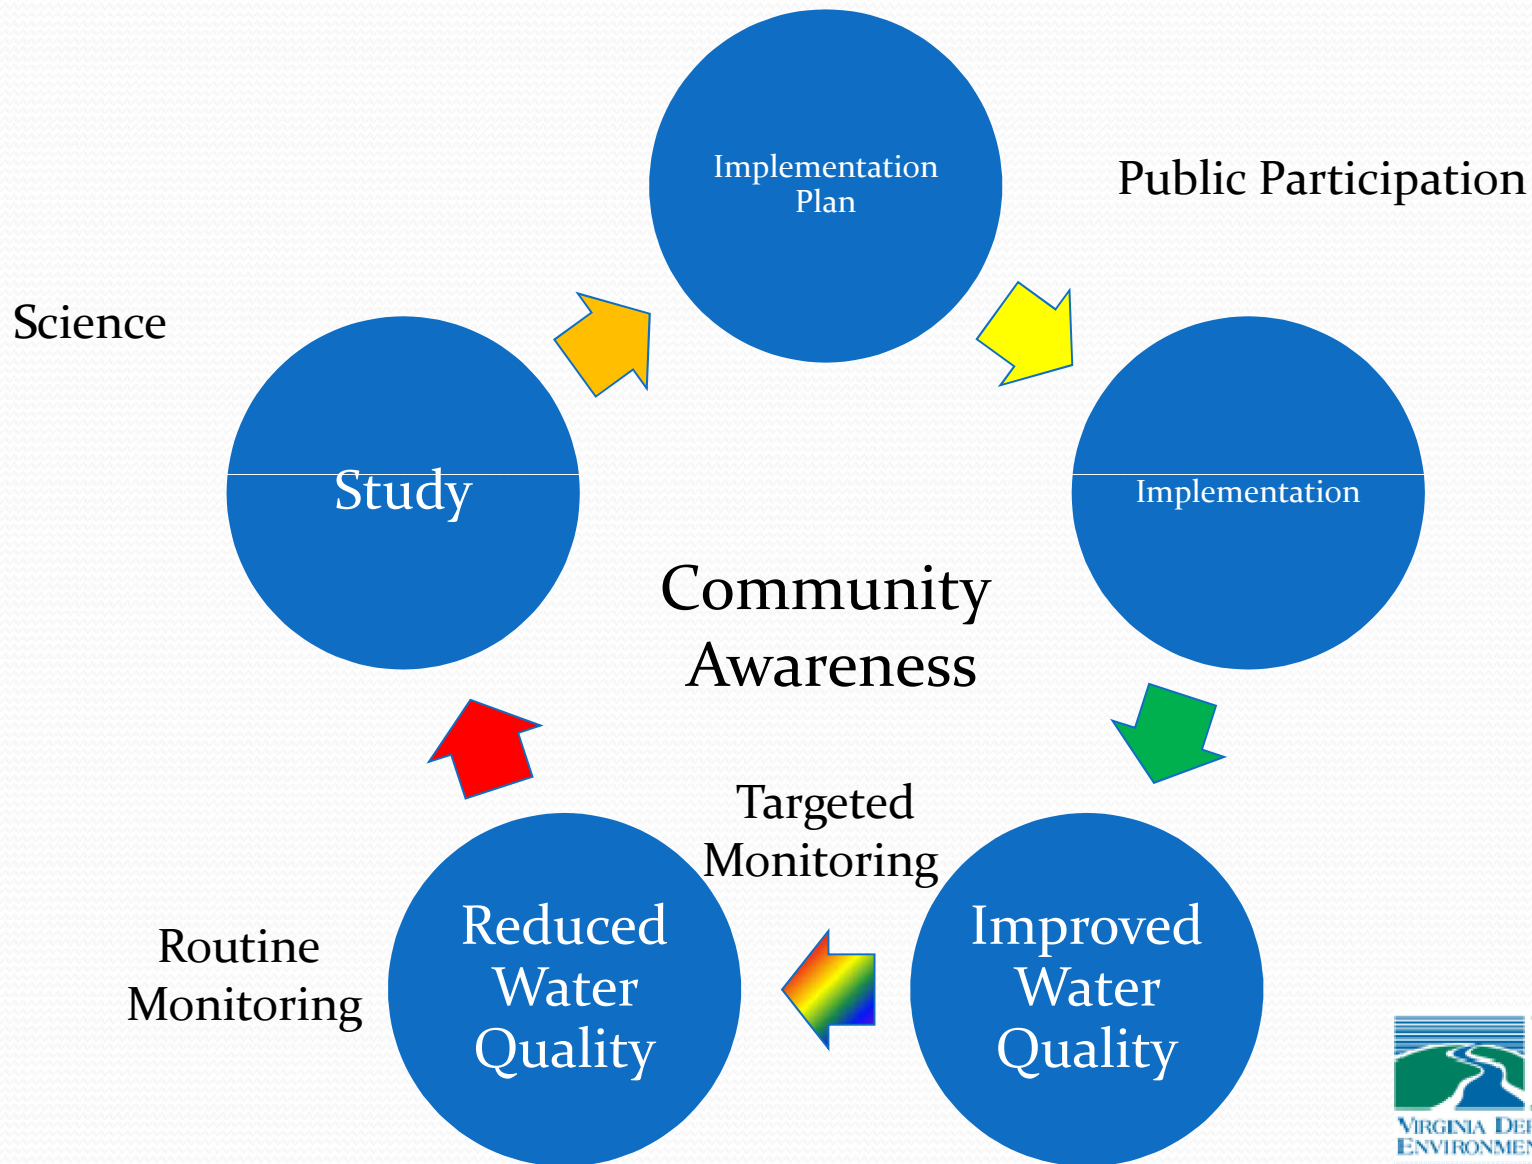 Implementation
Plan
Public Participation
Science
Study
Implementation
Community
Awareness
Targeted
Monitoring
Reduced
Water
Quality
Improved
Water
Quality
Routine
Monitoring
VIRGINIA